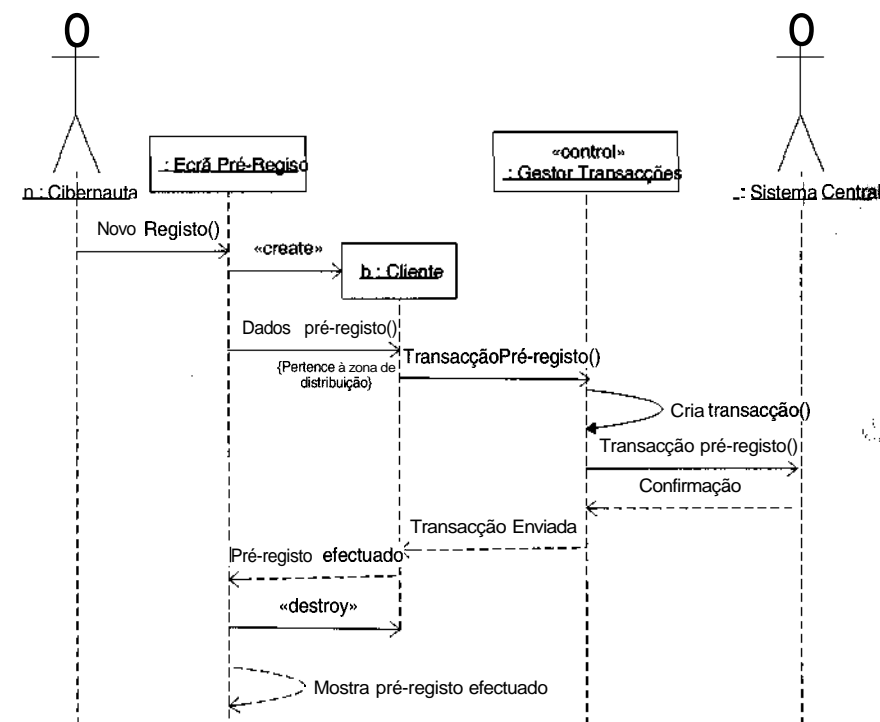 «control»
: Ecrã Pré-Regiso
: Gestor Transacções
n : Cibernauta
: Sistema Central
Novo Registo()
«create»
b : Cliente
Dados pré-registo()
{Pertence à zona de
distribuição}
TransacçãoPré-registo()
Cria transacção()
Transacção pré-registo()
Confirmação
Transacção Enviada
Pré-registo efectuado
«destroy»
Mostra pré-registo efectuado